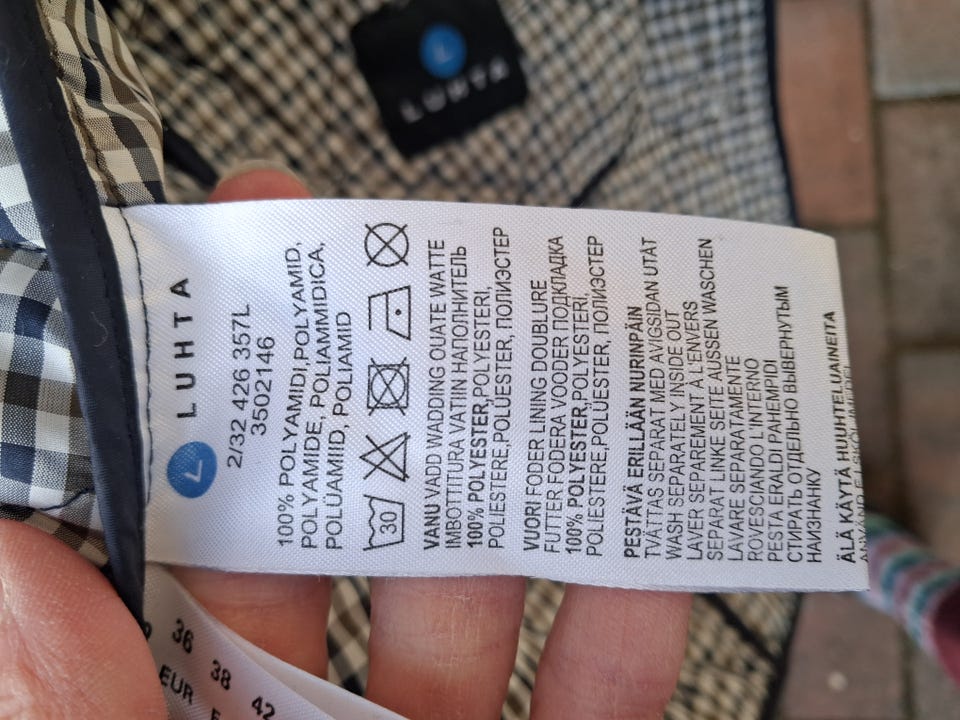 L
LUHTA
L LUHTA
2/32 426 357L
3502146
100% POLYAMIDI,POLYAMID,
POLYAMIDE, POLIAMMIDICA,
POLÜAMIID, POLIAMID
30
VANU VADD WADDING OUATE WATTE
IMBOTTITURA VATIIN НАПОЛНИТЕЛЬ
100% POLYESTER,POLYESTERI,
POLIESTERE,POLÜESTER, ПОЛИЭСТЕР
VUORI FODER LINING DOUBLURE
FUTTER FODERA VOODER ПОДКЛАДКА
100% POLYESTER,POLYESTERI,
POLIESTERE,POLÜESTER, ПОЛИЭСТЕР
PESTÄVÄ ERILLÄÄN NURINPÄIN
TVÄTTAS SEPARAT MED AVIGSIDAN UTÅT
WASH SEPARATELY INSIDE OUT
LAVER SEPARÉMENT À L'ENVERS
SEPARAT LINKE SEITE AUSSEN WASCHEN
LAVARE SEPARATAMENTE
ROVESCIANDO L'INTERNO
PESTA ERALDI PAHEMPIDI
СТИРАТЬ ОТДЕЛЬНО ВЫВЕРНУТЫМ
НАИЗНАНКУ
ÄLÄ KÄYTÄ HUUHTELUAINEITA
36 38 42
EUR